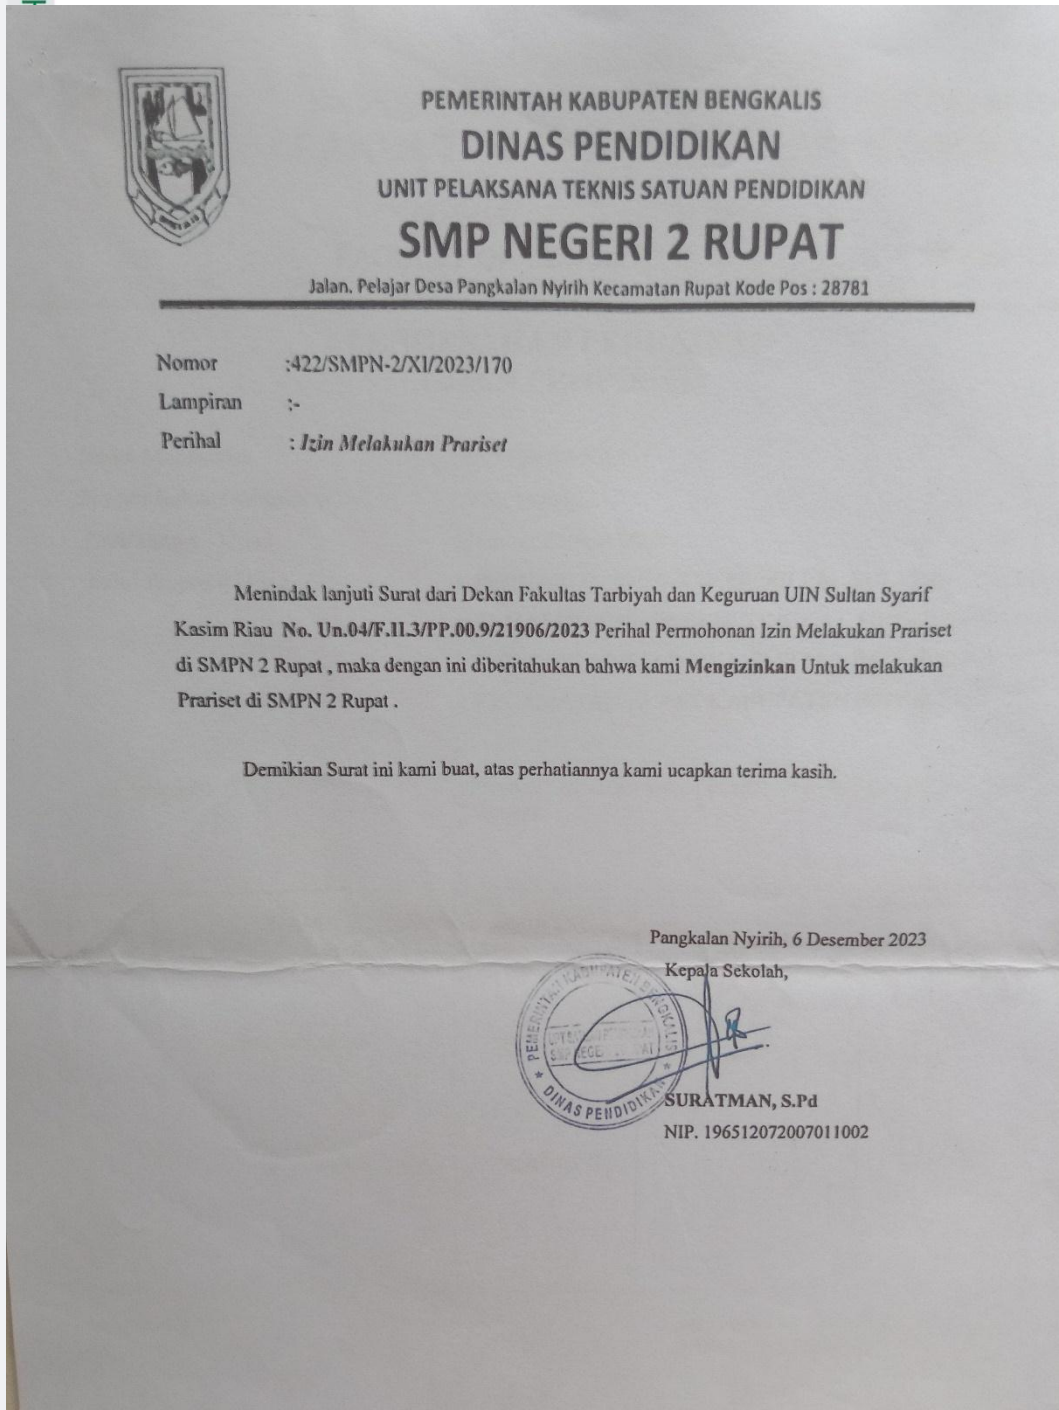 PEMERINTAH KABUPATEN BENGKALIS
DINAS PENDIDIKAN
UNIT PELAKSANA TEKNIS SATUAN PENDIDIKAN
SMP NEGERI 2 RUPAT
Jalan. Pelajar Desa Pangkalan Nyirih Kecamatan Rupat Kode Pos : 28781
Nomor :422/SMPN-2/XI/2023/170
Lampiran :-
Perihal : Izin Melakukan Prariset
Menindak lanjuti Surat dari Dekan Fakultas Tarbiyah dan Keguruan UIN Sultan Syarif
Kasim Riau No. Un.04/F.II.3/PP.00.9/21906/2023 Perihal Permohonan Izin Melakukan Prariset
di SMPN 2 Rupat , maka dengan ini diberitahukan bahwa kami Mengizinkan Untuk melakukan
Prariset di SMPN 2 Rupat .
Demikian Surat ini kami buat, atas perhatiannya kami ucapkan terima kasih.
Pangkalan Nyirih, 6 Desember 2023
Kepala Sekolah,
PEMERINTAH KABUPATEN BENGKALIS
DINAS PENDIDIKAN
SURATMAN, S.Pd
NIP. 196512072007011002